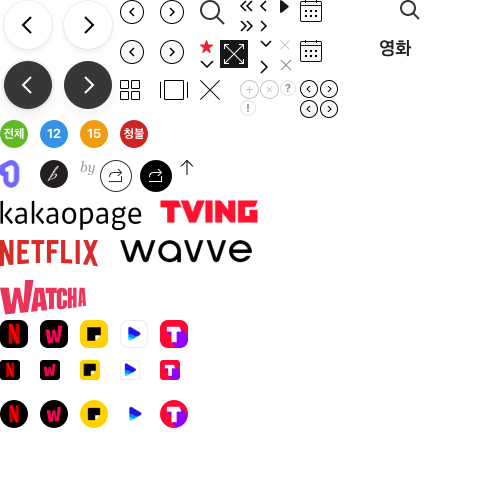 영화
?
!
전체 12 15 청불
by
kakaopage TVING
NETFLIX wavve
WATCHA
N W T
N W T
N W T